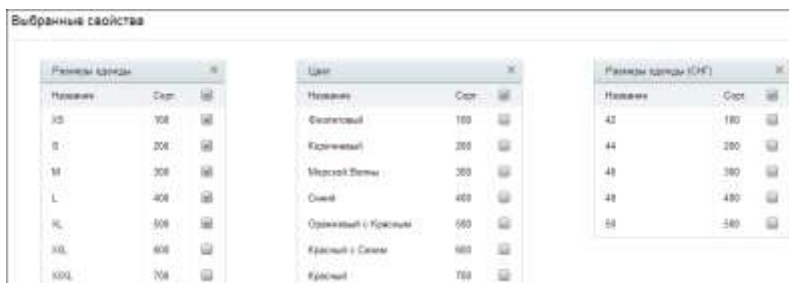 Выбранные свойства
Размеры одежды
Название Сорт.
XS 100
S 200
M 300
L 400
XL 500
XXL 600
XXXL 700
Цвет
Название Сорт.
Фиолетовый 100
Коричневый 200
Морской Волны 300
Синий 400
Оранжевый с Красным 500
Красный с Синим 600
Красный 700
Размеры одежды (СНГ)
Название Сорт.
42 100
44 200
46 300
48 400
50 500